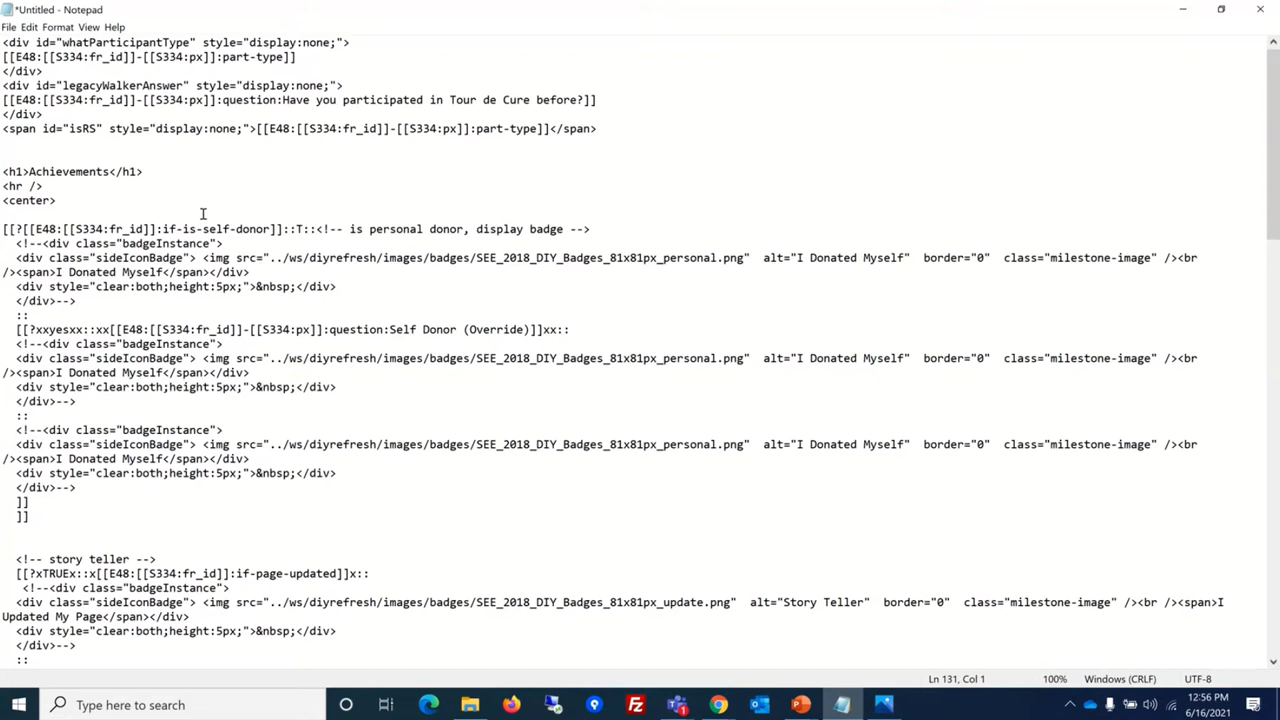 *Untitled - Notepad
File Edit Format View Help
<div id="whatParticipantType" style="display:none;">
[[E48:[[S334:fr_id]]-[[S334:px]]:part-type]]
</div>
<div id="legacyWalkerAnswer" style="display:none;">
[[E48:[[S334:fr_id]]-[[S334:px]]:question:Have you participated in Tour de Cure before?]]
</div>
<span id="isRS" style="display:none;">[[E48:[[S334:fr_id]]-[[S334:px]]:part-type]]</span>
<h1>Achievements</h1>
<hr />
<center>
[[?[[E48:[[S334:fr_id]]:if-is-self-donor]]::T::<!-- is personal donor, display badge -->
<!--<div class="badgeInstance">
<div class="sideIconBadge"> <img src="../ws/diyrefresh/images/badges/SEE_2018_DIY_Badges_81x81px_personal.png" alt="I Donated Myself" border="0" class="milestone-image" /><br
/><span>I Donated Myself</span></div>
<div style="clear:both;height:5px;">&nbsp;</div>
</div>-->
::
[[?xxyesxx::xx[[E48:[[S334:fr_id]]-[[S334:px]]:question:Self Donor (Override)]]xx::
<!--<div class="badgeInstance">
<div class="sideIconBadge"> <img src="../ws/diyrefresh/images/badges/SEE_2018_DIY_Badges_81x81px_personal.png" alt="I Donated Myself" border="0" class="milestone-image" /><br
/><span>I Donated Myself</span></div>
<div style="clear:both;height:5px;">&nbsp;</div>
</div>-->
::
<!--<div class="badgeInstance">
<div class="sideIconBadge"> <img src="../ws/diyrefresh/images/badges/SEE_2018_DIY_Badges_81x81px_personal.png" alt="I Donated Myself" border="0" class="milestone-image" /><br
/><span>I Donated Myself</span></div>
<div style="clear:both;height:5px;">&nbsp;</div>
</div>-->
]]
]]
<!-- story teller -->
[[?xTRUEx::x[[E48:[[S334:fr_id]]:if-page-updated]]x::
<!--<div class="badgeInstance">
<div class="sideIconBadge"> <img src="../ws/diyrefresh/images/badges/SEE_2018_DIY_Badges_81x81px_update.png" alt="Story Teller" border="0" class="milestone-image" /><br /><span>I
Updated My Page</span></div>
<div style="clear:both;height:5px;">&nbsp;</div>
</div>-->
::
Ln 131, Col 1 100% Windows (CRLF) UTF-8
Type here to search
12:56 PM
6/16/2021